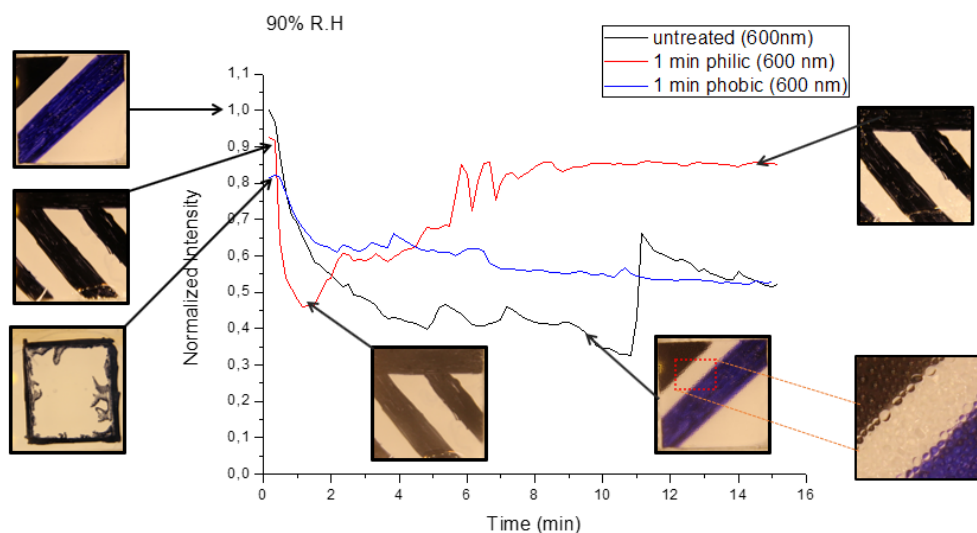 90% R.H
untreated (600nm)
1 min philic (600 nm)
1 min phobic (600 nm)
Normalized Intensity
1,1
1,0
0,9
0,8
0,7
0,6
0,5
0,4
0,3
0,2
0,1
0,0
0 2 4 6 8 10 12 14 16
Time (min)